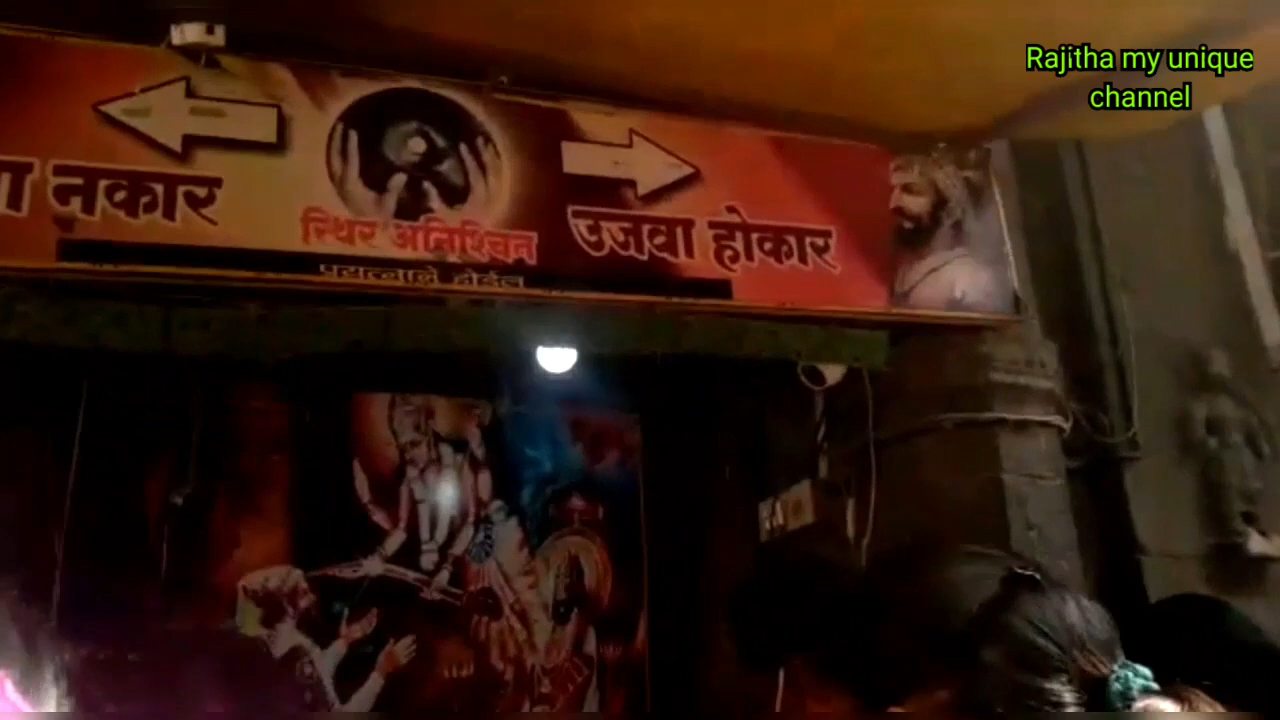 Rajitha my unique
channel
नकार
स्थिर अनिश्चित
उजवा होकार